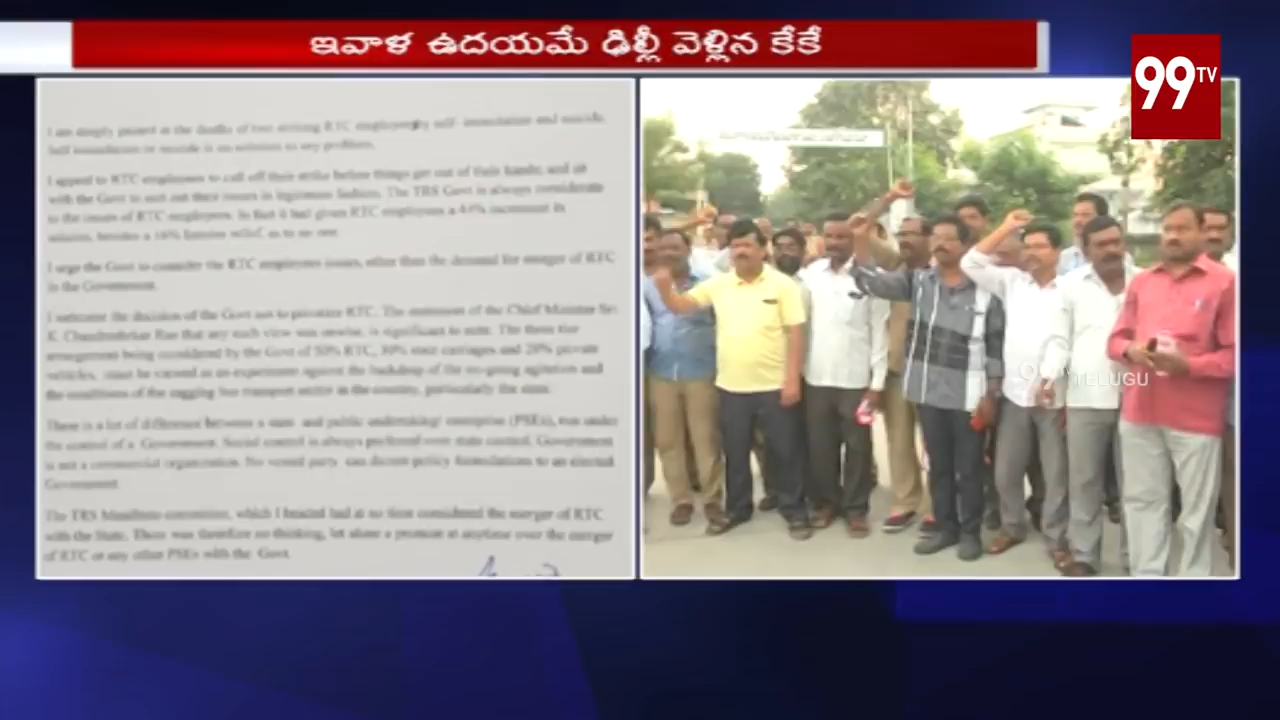 ఇవాళ ఉదయమే ఢిల్లీ వెళ్లిన కేకే
99 TV
I am deeply pained at the deaths of two striking RTC employees by self- immolation and suicide.
Self immolation or suicide is no solution to any problem.
I appeal to RTC employees to call off their strike before things get out of their hands; and sit
with the Govt to sort out their issues in legitimate fashion. The TRS Govt is always considerate
to the issues of RTC employees. In fact it had given RTC employees a 44% increment in
salaries, besides a 16% Interim relief,
I urge the Govt to consider the RTC employees issues, other than the demand for merger of RTC
in the Government.
I welcome the decision of the Govt not to privatize RTC. The statement of the Chief Minister Sri
K. Chandrashekar Rao that any such view was unwise, is significant to note. The three tier
arrangement being considered by the Govt of 50% RTC, 30% state carriages and 20% private
vehicles, must be viewed as an experiment against the backdrop of the on-going agitation and
the conditions of the sagging bus transport sector in the country, particularly the state.
There is a lot of difference between a state and public undertaking/ enterprise (PSEs), run under
the control of a Government. Social control is always preferred over state control. Government
is not a commercial organization. No vested party can dictate policy formulations to an elected
Government.
The TRS Manifesto committee, which I headed had at no time considered the merger of RTC
with the State. There was therefore no thinking, let alone a promise at anytime over the merger
of RTC or any other PSEs with the Govt.
99 TELUGU